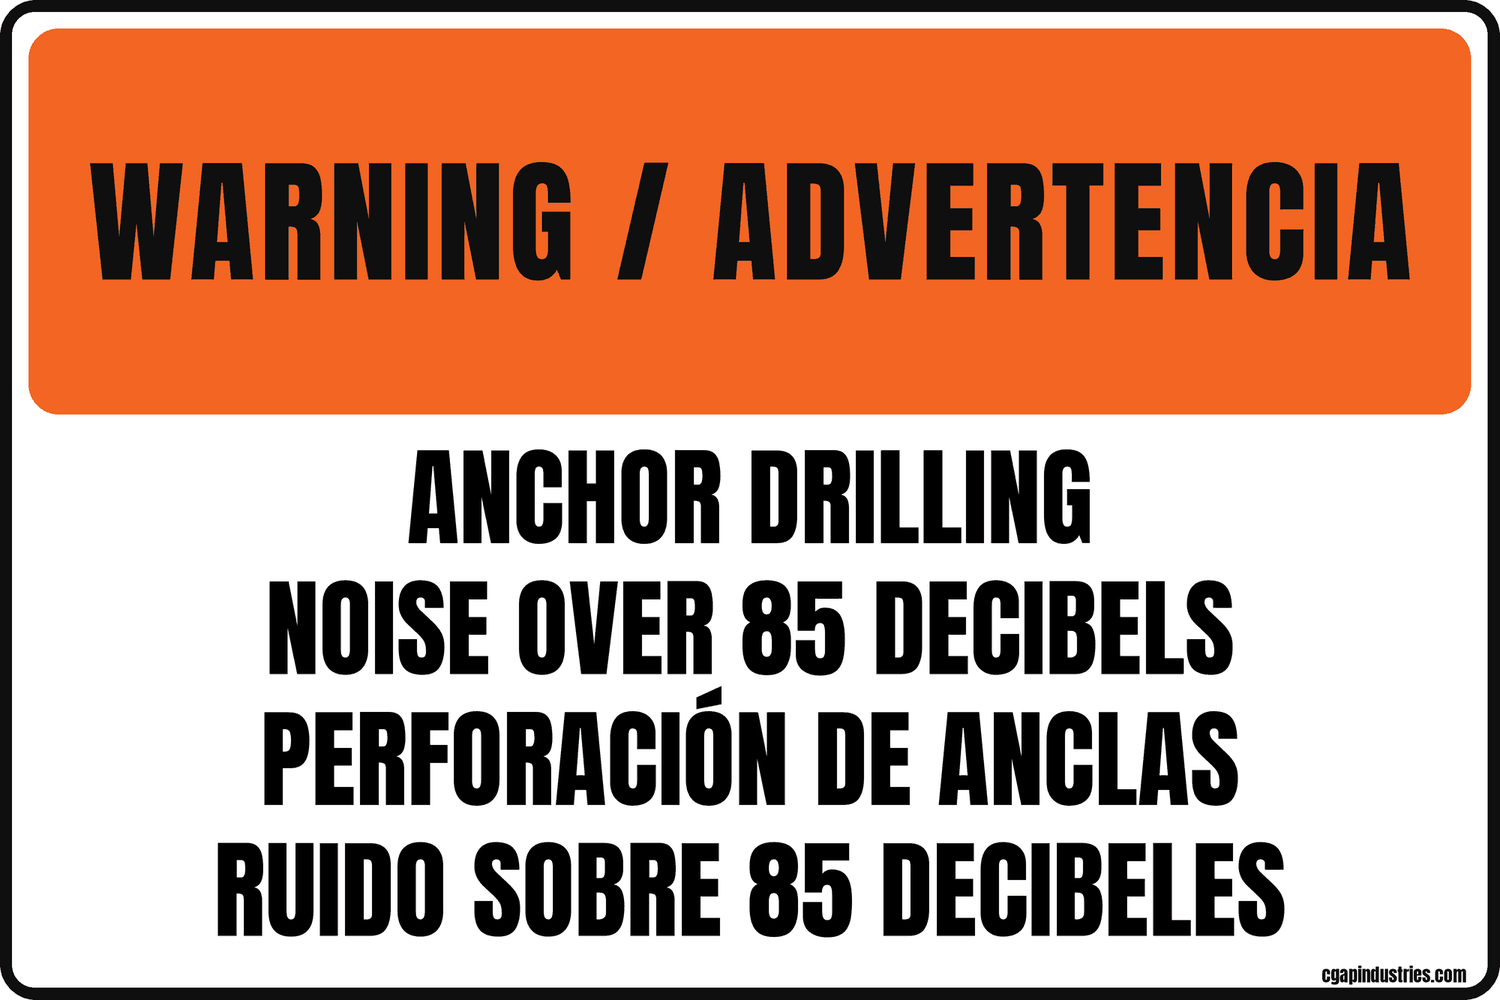 WARNING / ADVERTENCIA
ANCHOR DRILLING
NOISE OVER 85 DECIBELS
PERFORACIÓN DE ANCLAS
RUIDO SOBRE 85 DECIBELES
cgapindustries.com